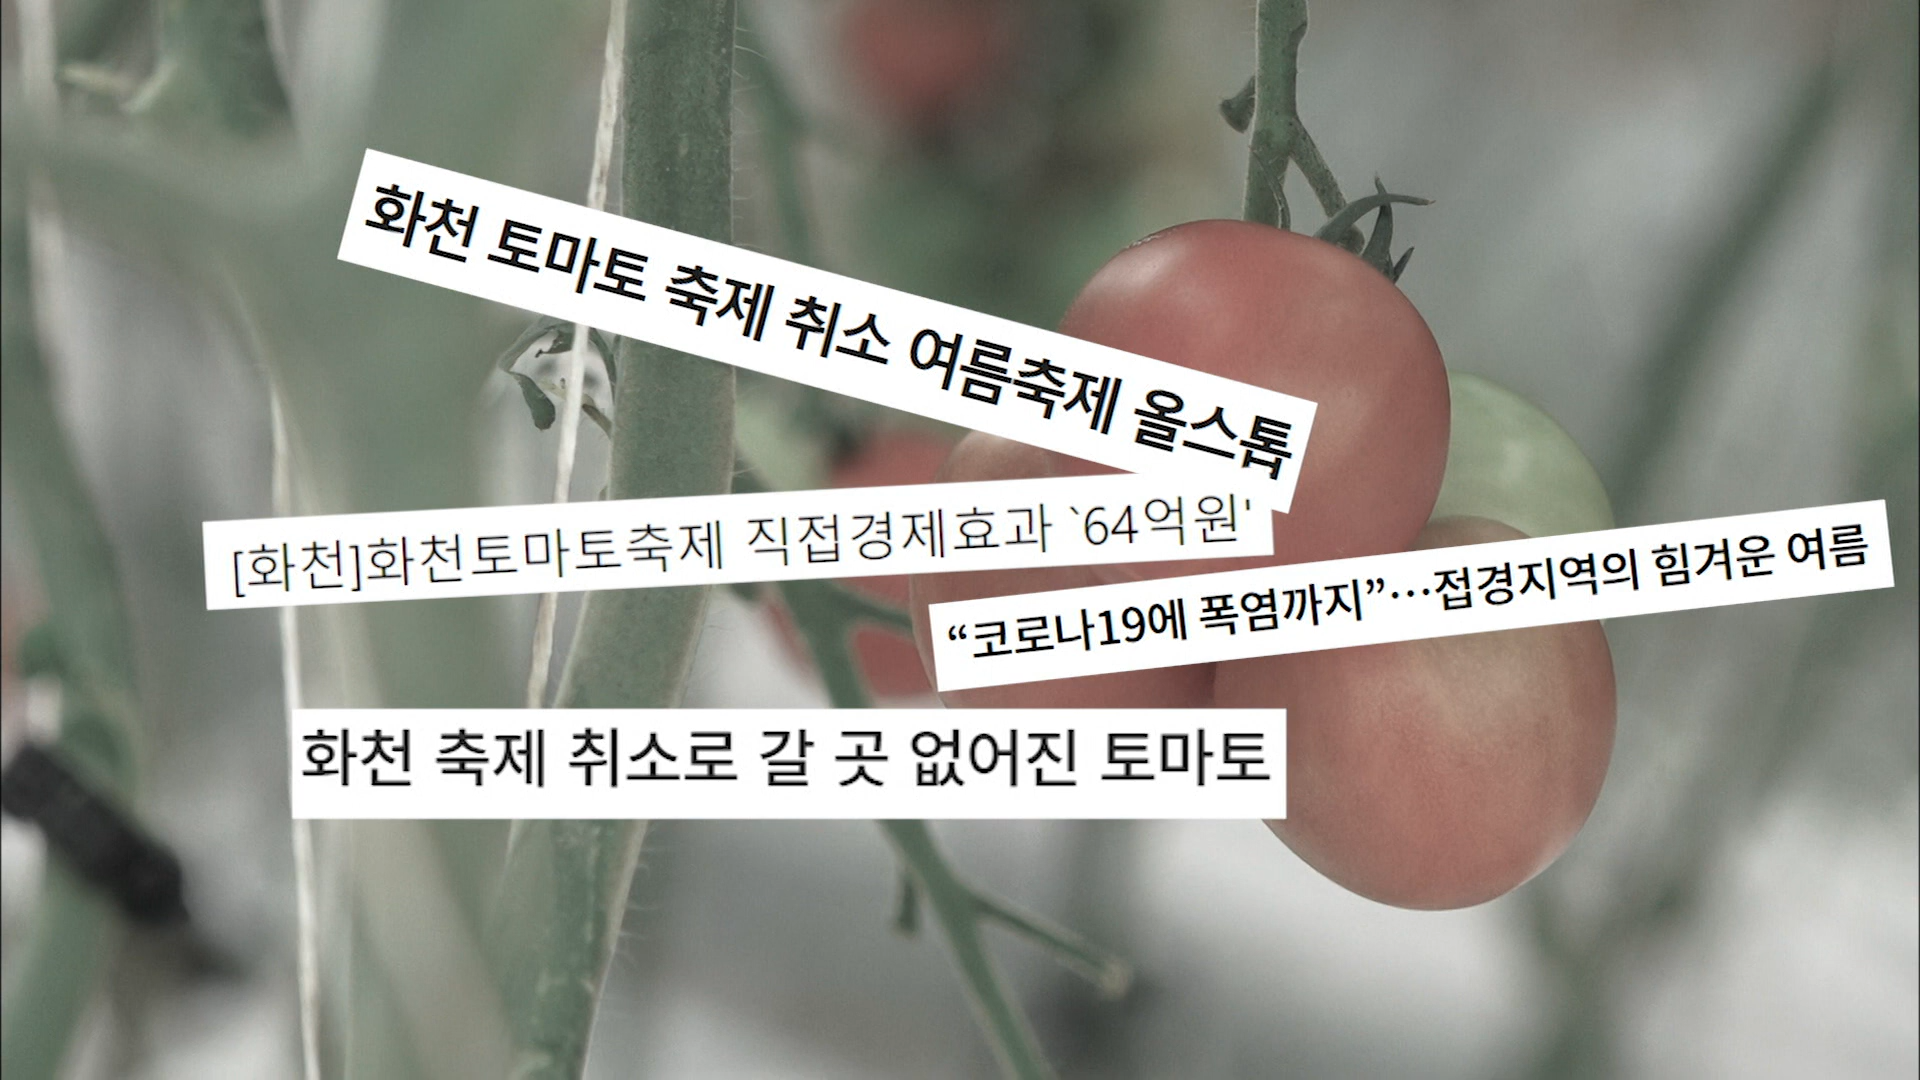 화천 토마토 축제 취소 여름축제 올스톱
[화천]화천토마토축제 직접경제효과 `64억원'
“코로나19에 폭염까지”…접경지역의 힘겨운 여름
화천 축제 취소로 갈 곳 없어진 토마토